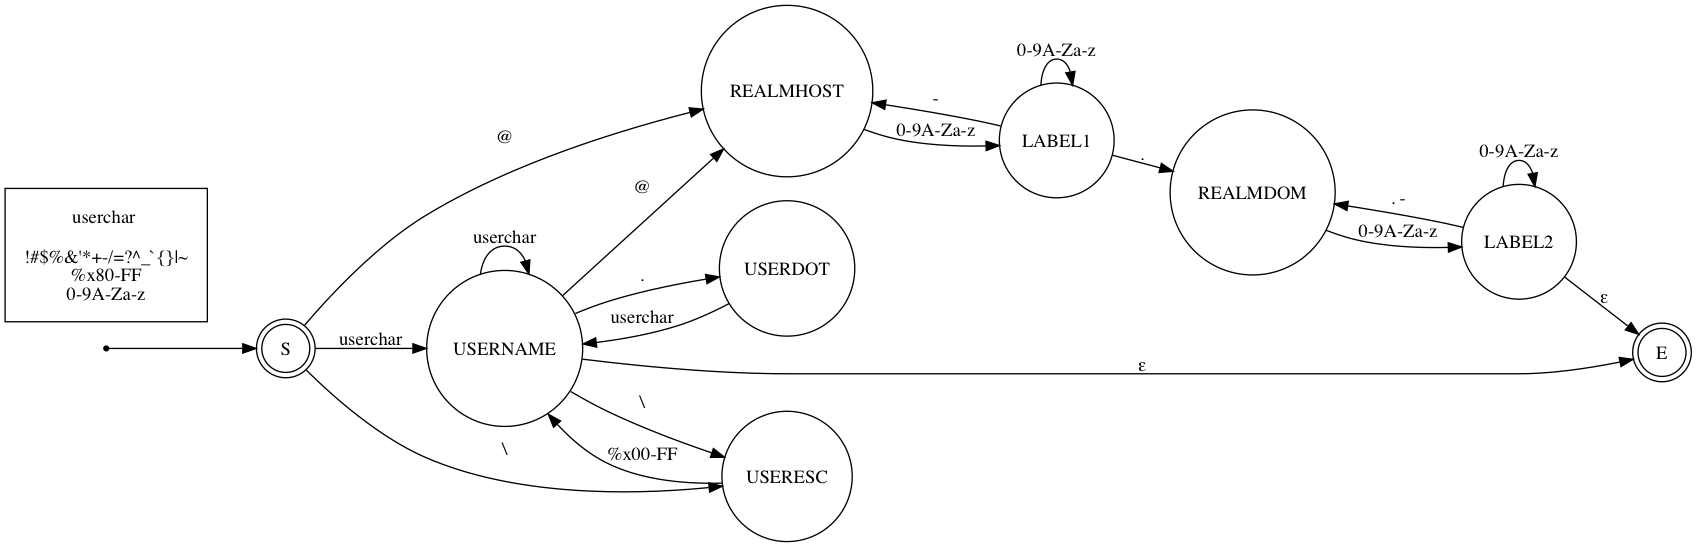 0-9A-Za-z
REALMHOST
-
0-9A-Za-z
LABEL1
@
.
0-9A-Za-z
@
REALMDOM
. -
0-9A-Za-z
LABEL2
userchar
!#$%&'*+-/=?^_`{}|~
%x80-FF
0-9A-Za-z
userchar
.
USERDOT
userchar
ε
S
userchar
USERNAME
ε
E
\
\
%x00-FF
USERESC